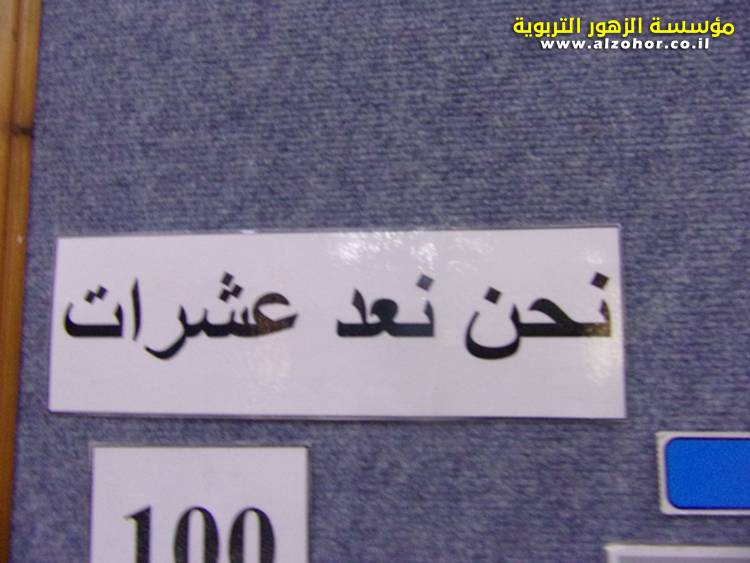 مؤسسة الزهور التربوية
www.alzohor.co.il
نحن نعد عشرات
100